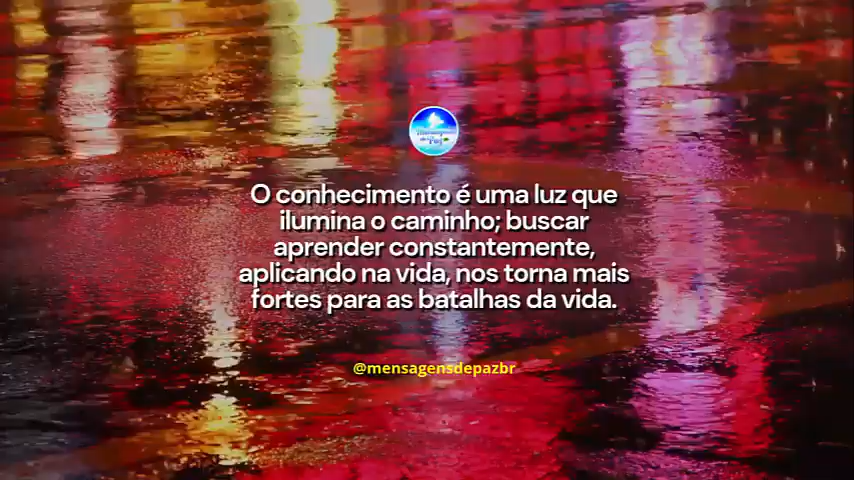 O conhecimento é uma luz que
ilumina o caminho; buscar
aprender constantemente,
aplicando na vida, nos torna mais
fortes para as batalhas da vida.
@mensagensdepazbr